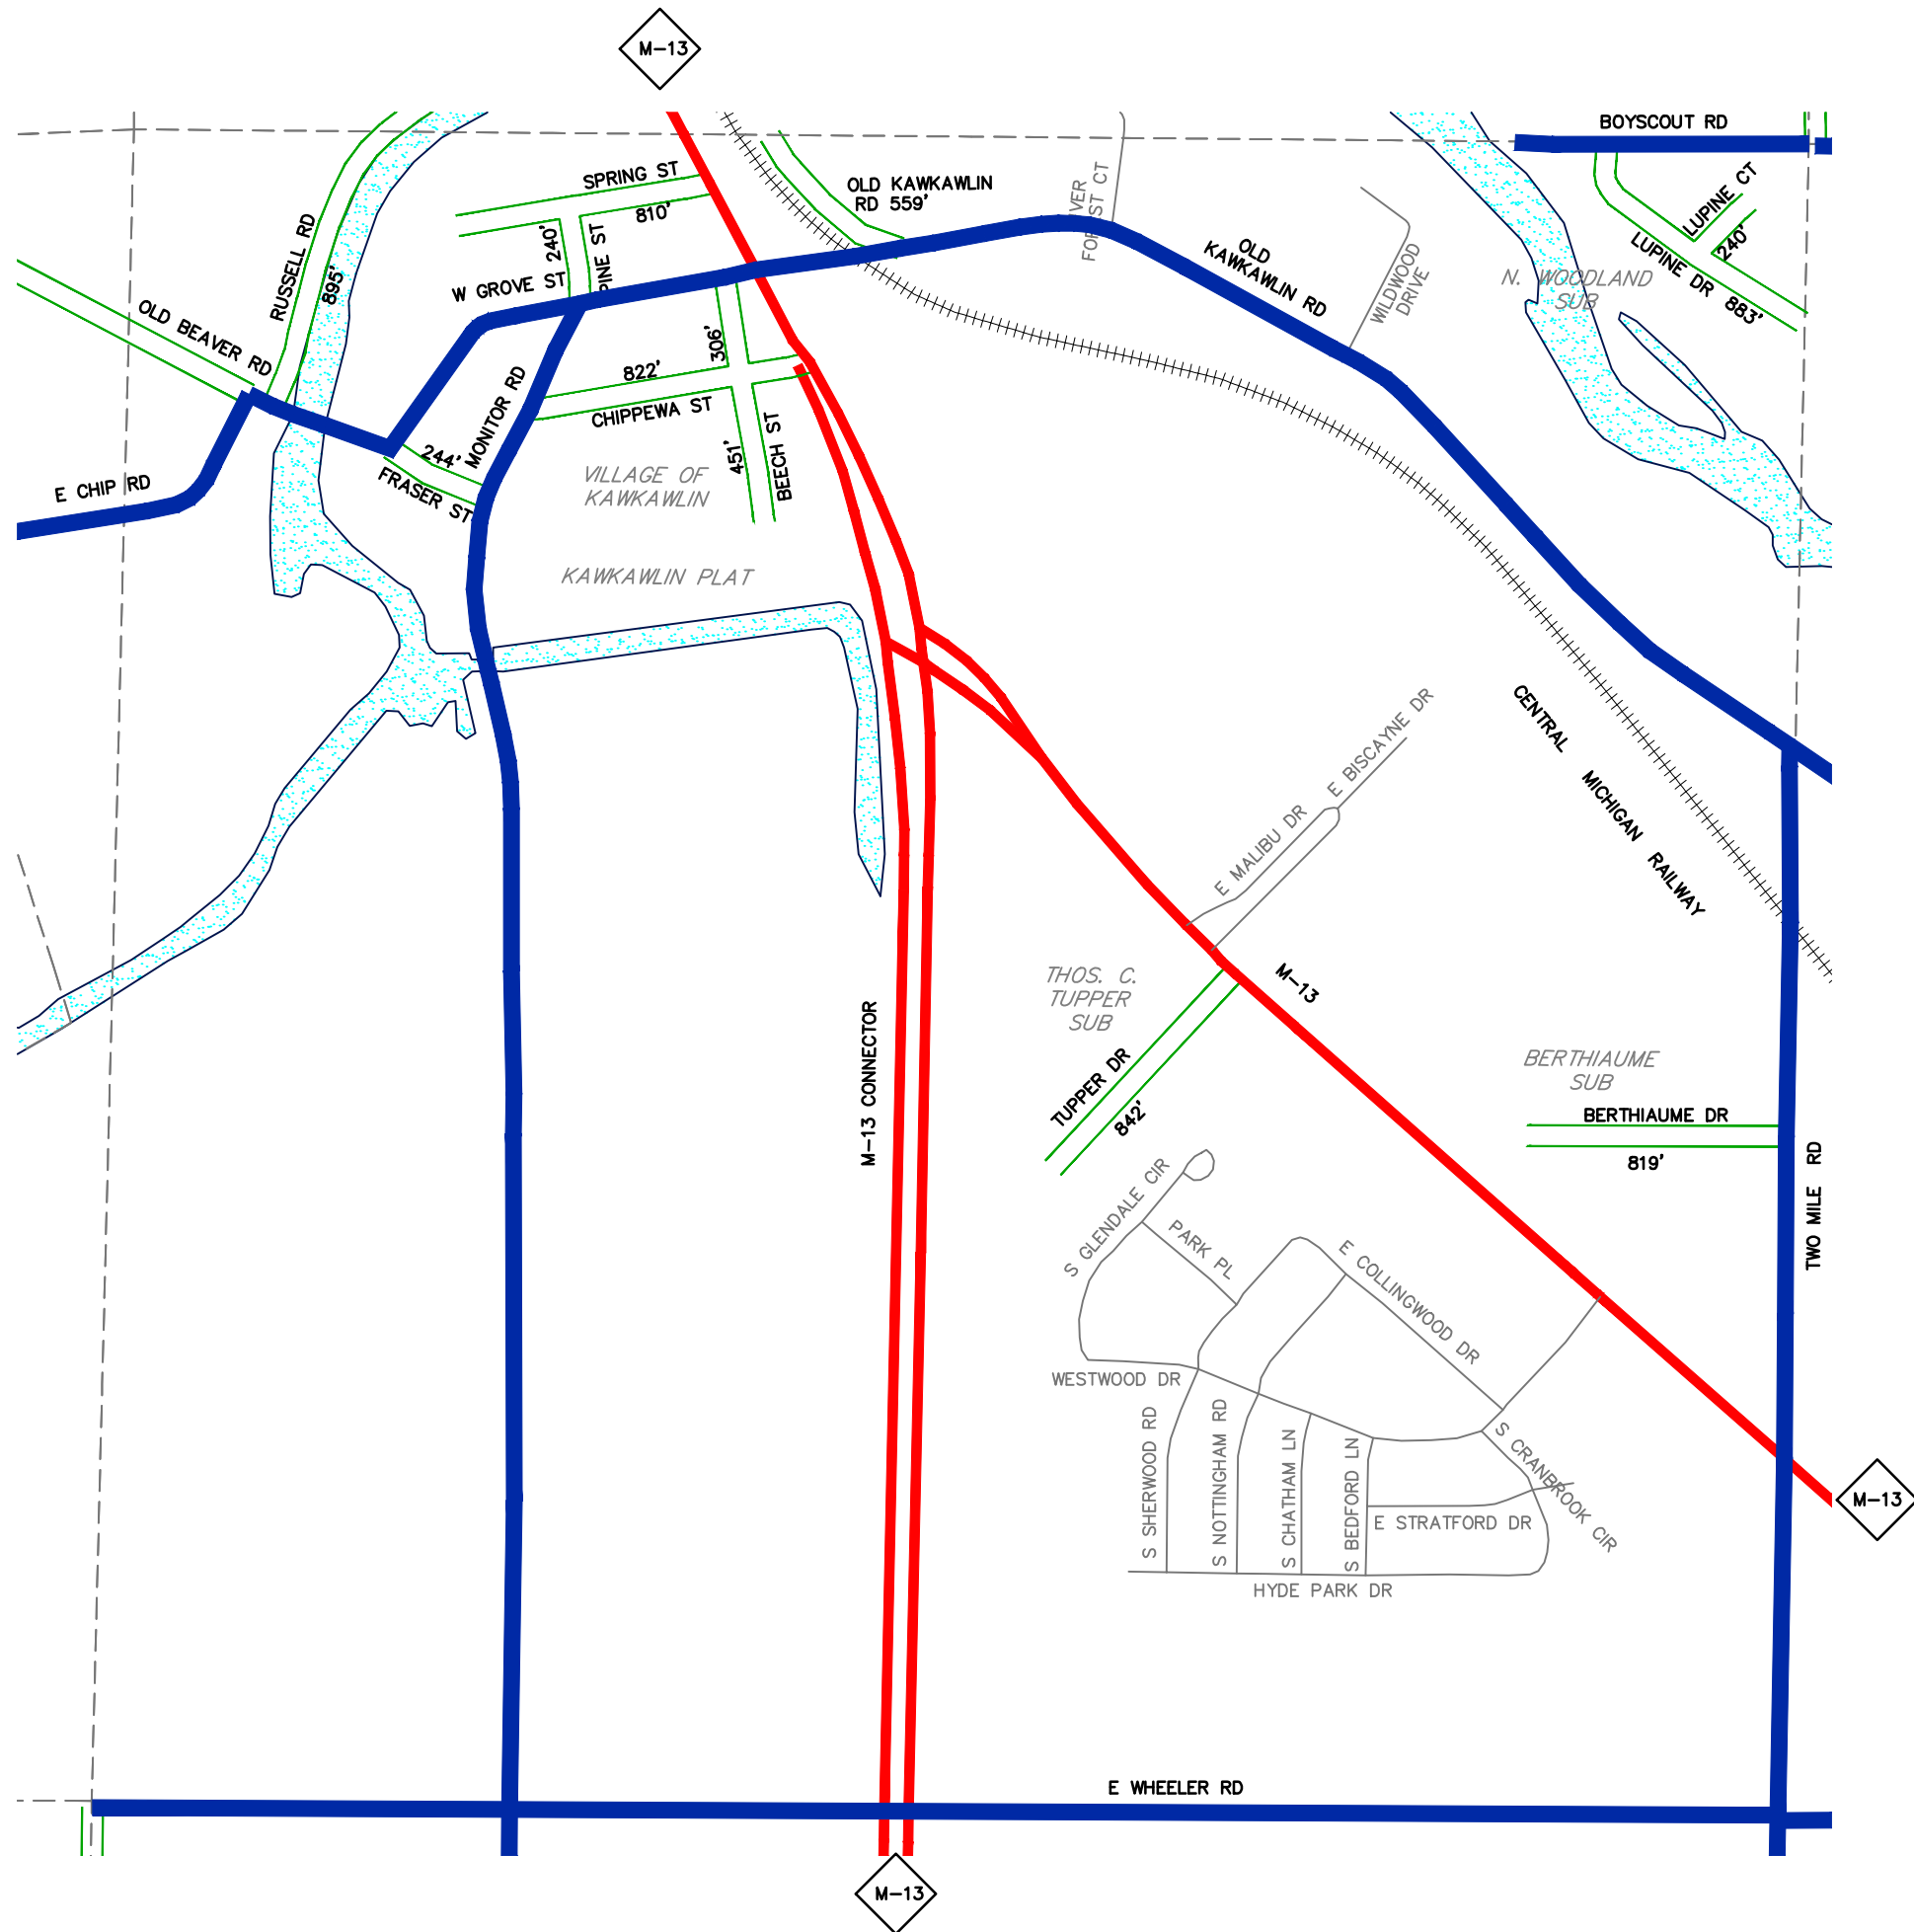 M-13
BOYSCOUT RD
SPRING ST
810'
OLD KAWKAWLIN
RD 559'
RIVER
FOREST CT
LUPINE CT
240'
LUPINE DR 883'
N. WOODLAND
SUB
RUSSELL RD
895'
240'
PINE ST
W GROVE ST
OLD
KAWKAWLIN RD
WILDWOOD
DRIVE
OLD BEAVER RD
306'
822'
CHIPPEWA ST
MONITOR RD
244'
FRASER ST
451'
BEECH ST
E CHIP RD
VILLAGE OF
KAWKAWLIN
KAWKAWLIN PLAT
CENTRAL MICHIGAN RAILWAY
E BISCAYNE DR
E MALIBU DR
M-13
THOS. C.
TUPPER
SUB
TUPPER DR
842'
M-13 CONNECTOR
BERTHIAUME
SUB
BERTHIAUME DR
819'
TWO MILE RD
S GLENDALE CIR
PARK PL
E COLLINGWOOD DR
WESTWOOD DR
S SHERWOOD RD
S NOTTINGHAM RD
S CHATHAM LN
S BEDFORD LN
S CRANBROOK CIR
E STRATFORD DR
HYDE PARK DR
M-13
E WHEELER RD
M-13